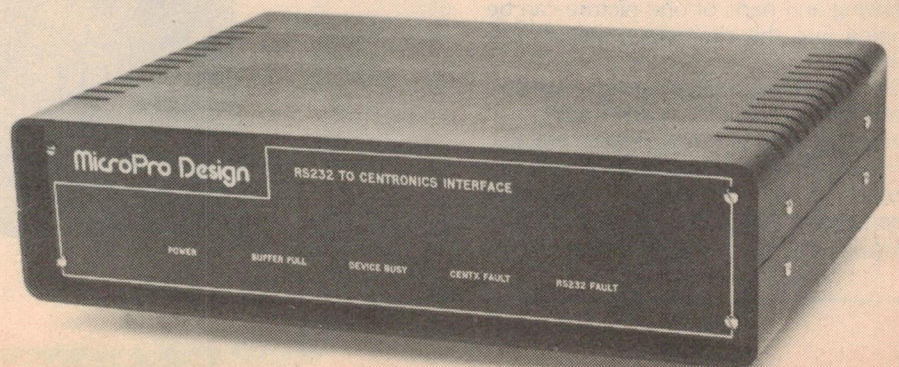 MicroPro Design
RS232 TO CENTRONICS INTERFACE
POWER
BUFFER FULL
DEVICE BUSY
CENTX FAULT
RS232 FAULT